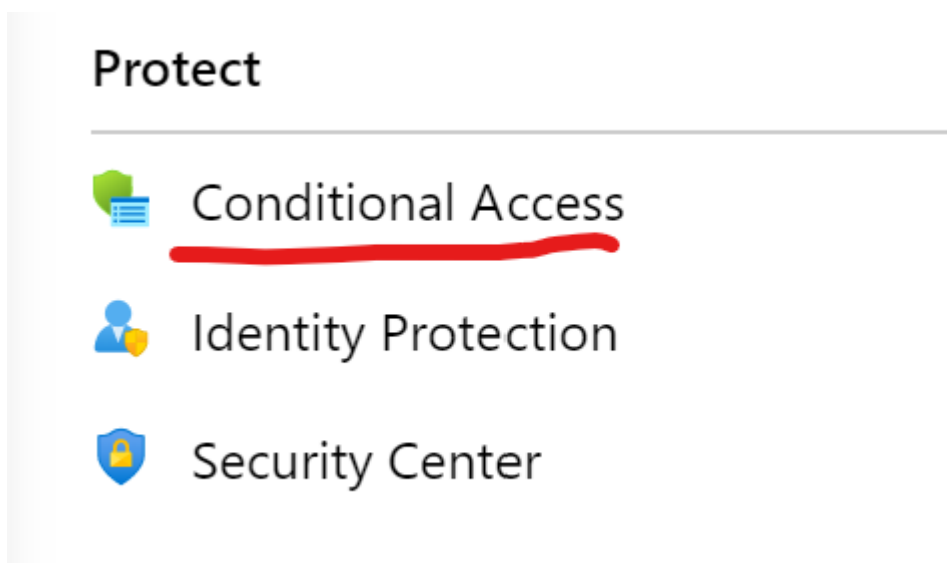 Protect
Conditional Access
Identity Protection
Security Center